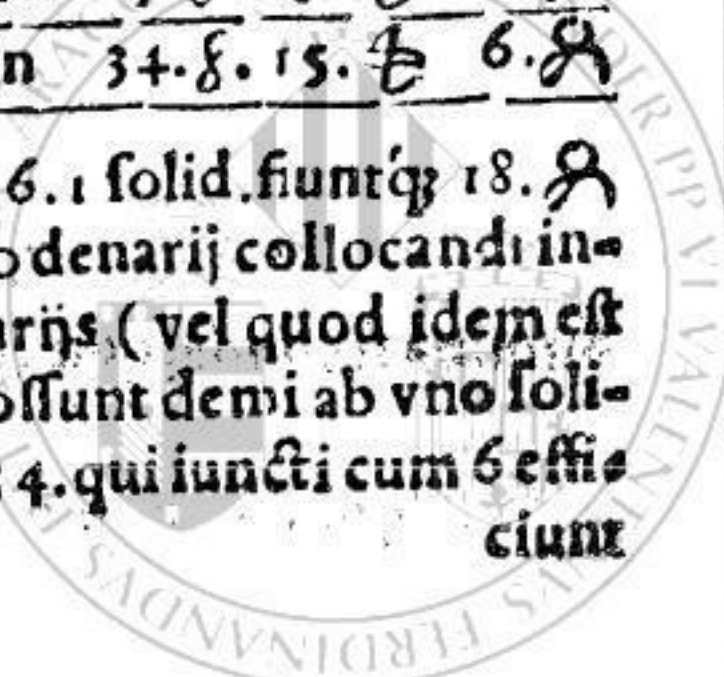 n 34.8. 15. 6.
6.1 ſolid. fiuntq́ꝫ 18.
o denarij collocandi in-
arijs ( vel quod idem eſt
oſſunt demi ab vno ſoli-
4. qui iuncti cum 6 effi-
ciunt